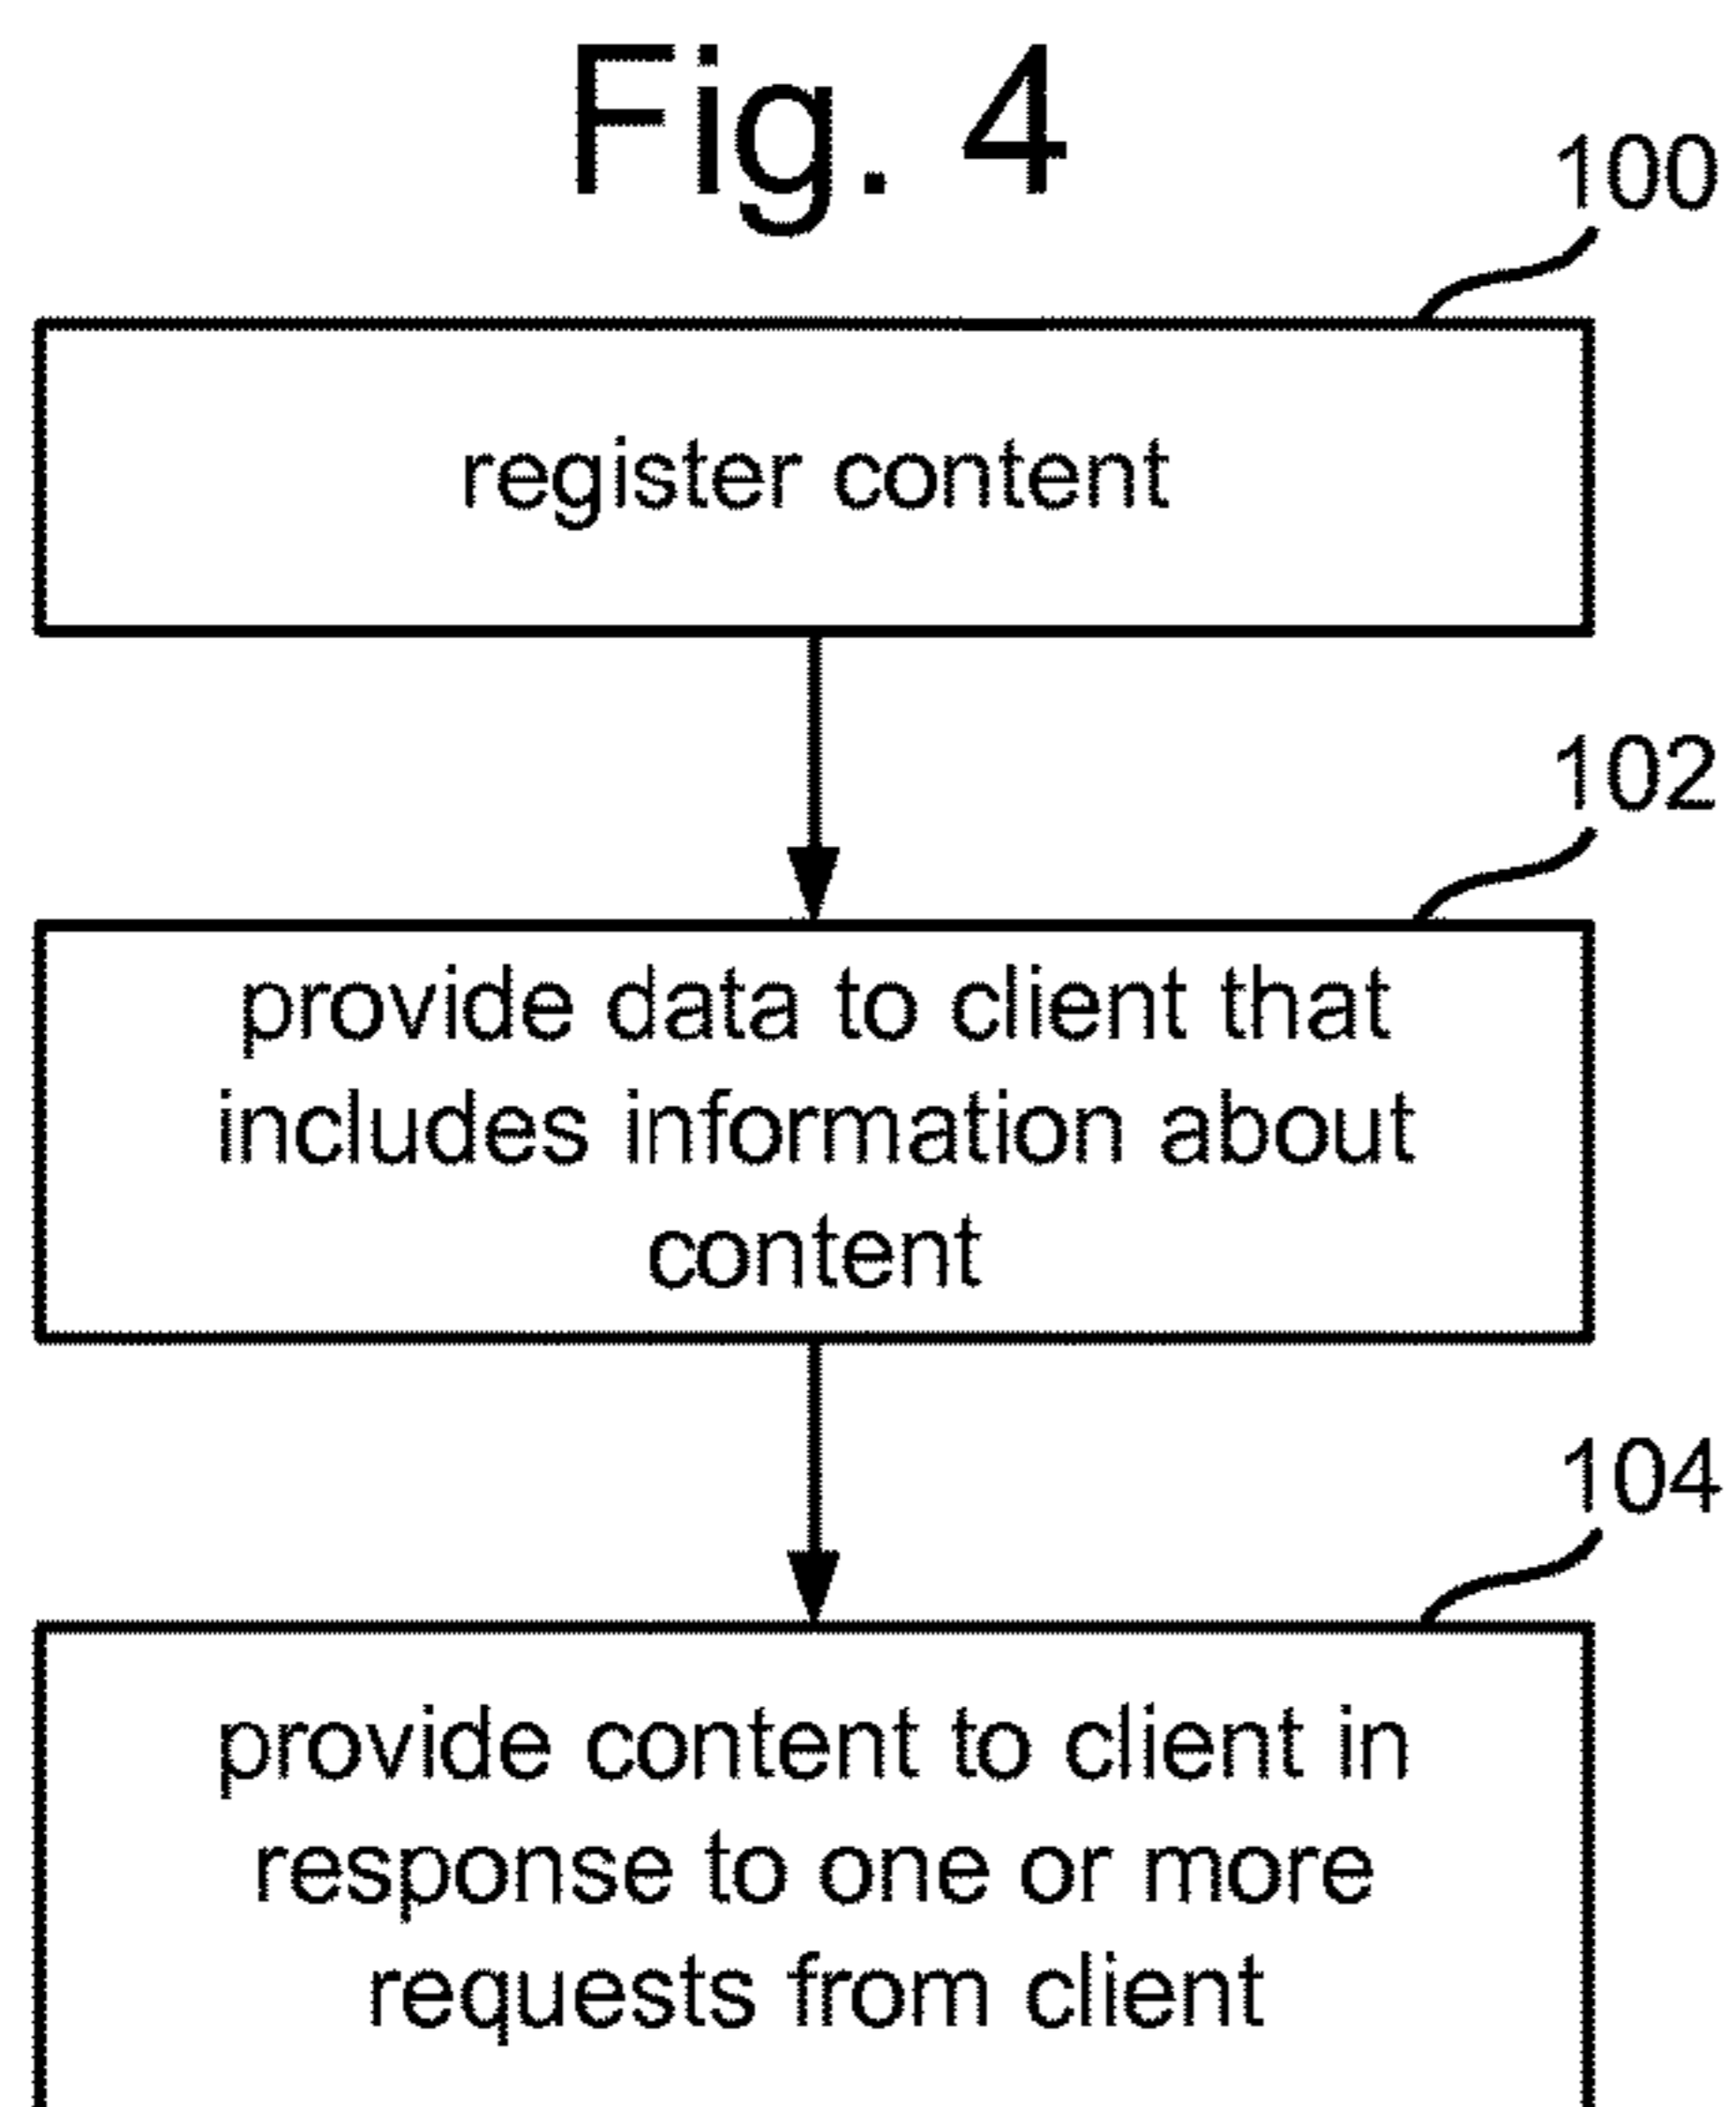 Fig. 4
100
register content
102
provide data to client that
includes information about
content
104
provide content to client in
response to one or more
requests from client